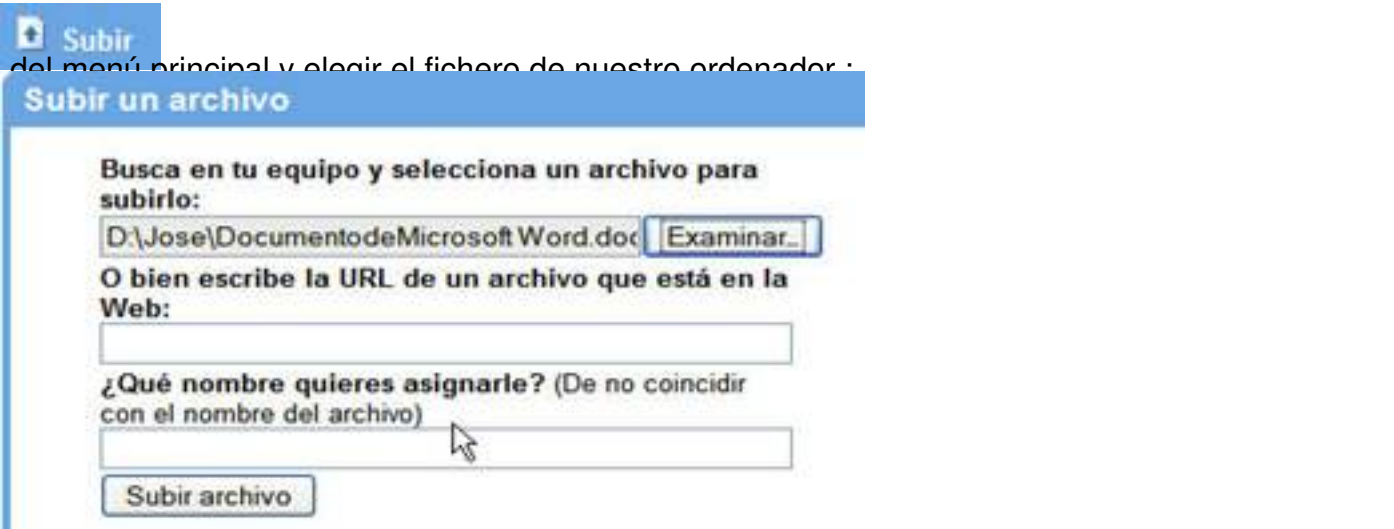 Subir
del menú principal y elegir el fichero de nuestro ordenador :
Subir un archivo
Busca en tu equipo y selecciona un archivo para
subirlo:
D:\Jose\DocumentodeMicrosoft Word.doc Examinar...
O bien escribe la URL de un archivo que está en la
Web:
¿Qué nombre quieres asignarle? (De no coincidir
con el nombre del archivo)
Subir archivo